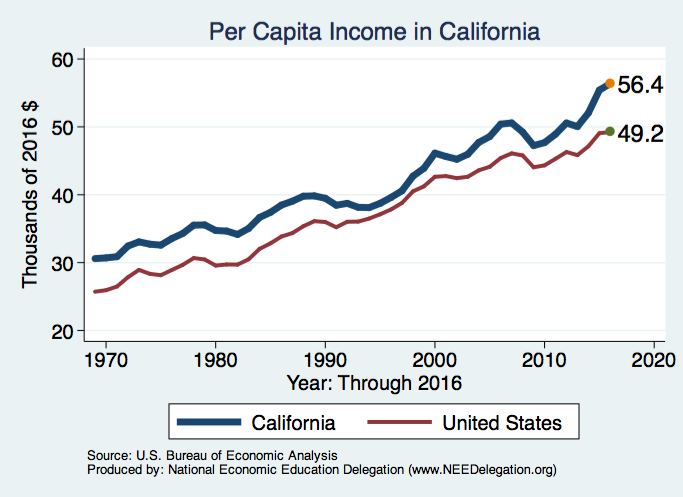 Per Capita Income in California
Thousands of 2016 $
60
50
40
30
20
56.4
49.2
1970 1980 1990 2000 2010 2020
Year: Through 2016
California United States
Source: U.S. Bureau of Economic Analysis
Produced by: National Economic Education Delegation (www.NEEDelegation.org)